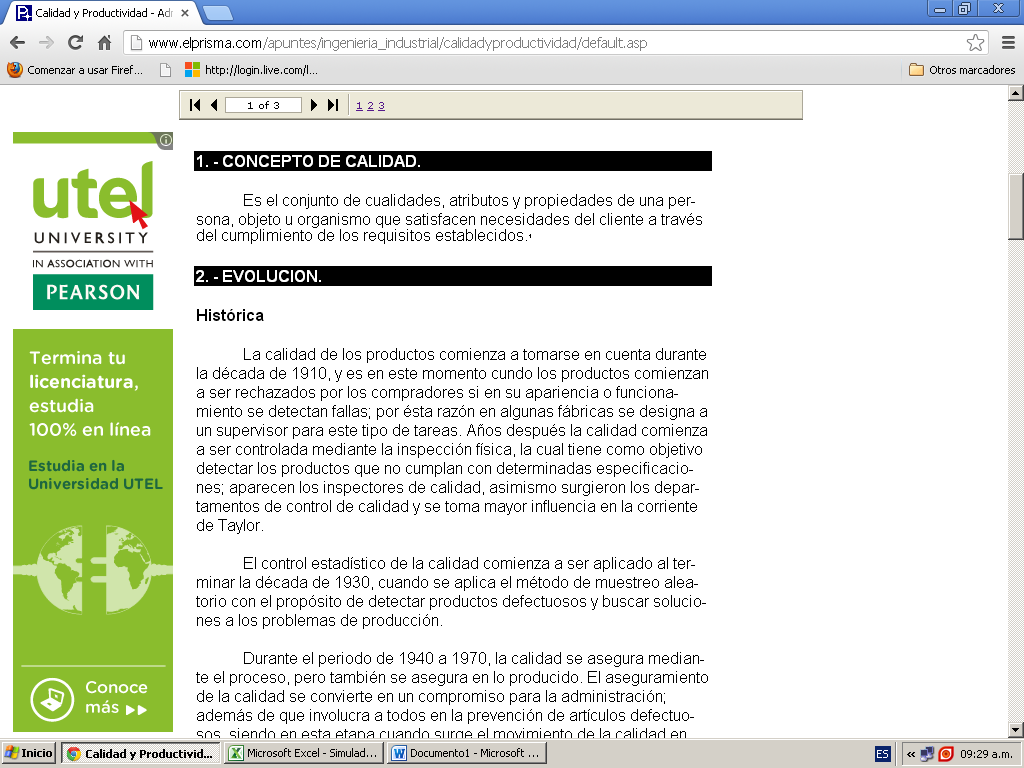 Calidad y Productividad - Adr
www.elprisma.com/apuntes/ingenieria_industrial/calidadyproductividad/default.asp
Comenzar a usar Firef...
http://login.live.com/l...
Otros marcadores
1 of 3
1 2 3
utel
UNIVERSITY
IN ASSOCIATION WITH
PEARSON
Termina tu
licenciatura,
estudia
100% en línea
Estudia en la
Universidad UTEL
Conoce
más
1. - CONCEPTO DE CALIDAD.
Es el conjunto de cualidades, atributos y propiedades de una per-
sona, objeto u organismo que satisfacen necesidades del cliente a través
del cumplimiento de los requisitos establecidos.
2. - EVOLUCION.
Histórica
La calidad de los productos comienza a tomarse en cuenta durante
la década de 1910, y es en este momento cundo los productos comienzan
a ser rechazados por los compradores si en su apariencia o funciona-
miento se detectan fallas; por ésta razón en algunas fábricas se designa a
un supervisor para este tipo de tareas. Años después la calidad comienza
a ser controlada mediante la inspección física, la cual tiene como objetivo
detectar los productos que no cumplan con determinadas especificacio-
nes; aparecen los inspectores de calidad, asimismo surgieron los depar-
tamentos de control de calidad y se toma mayor influencia en la corriente
de Taylor.
El control estadístico de la calidad comienza a ser aplicado al ter-
minar la década de 1930, cuando se aplica el método de muestreo alea-
torio con el propósito de detectar productos defectuosos y buscar solucio-
nes a los problemas de producción.
Durante el periodo de 1940 a 1970, la calidad se asegura median-
te el proceso, pero también se asegura en lo producido. El aseguramiento
de la calidad se convierte en un compromiso para la administración;
además de que involucra a todos en la prevención de artículos defectuo-
sos, siendo en esta etapa cuando surge el movimiento de la calidad en
Inicio
Calidad y Productivid...
Microsoft Excel - Simulad...
Documento1 - Microsoft ...
ES
09:29 a.m.